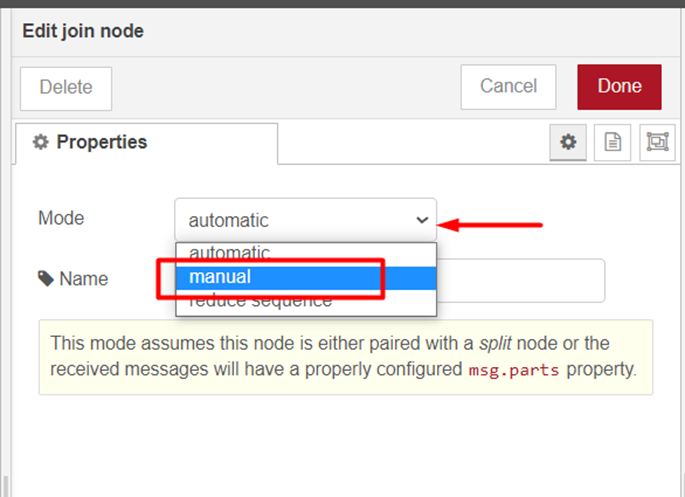 Edit join node
Delete
Cancel
Done
Properties
Mode
automatic
automatic
manual
Name
reduce sequence
This mode assumes this node is either paired with a split node or the
received messages will have a properly configured msg.parts property.